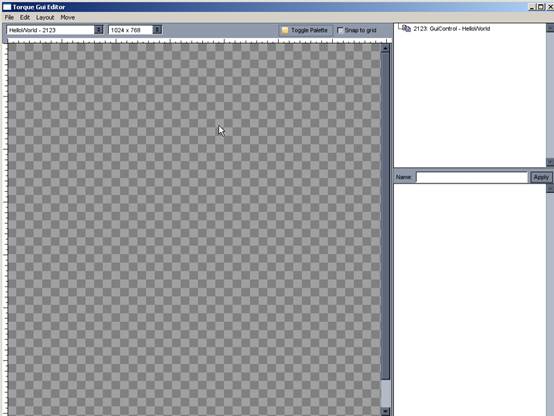 Torque Gui Editor
File Edit Layout Move
HelloWorld - 2123 1024 x 768 Toggle Palette Snap to grid
2123: GuiControl - HelloWorld
Name: Apply